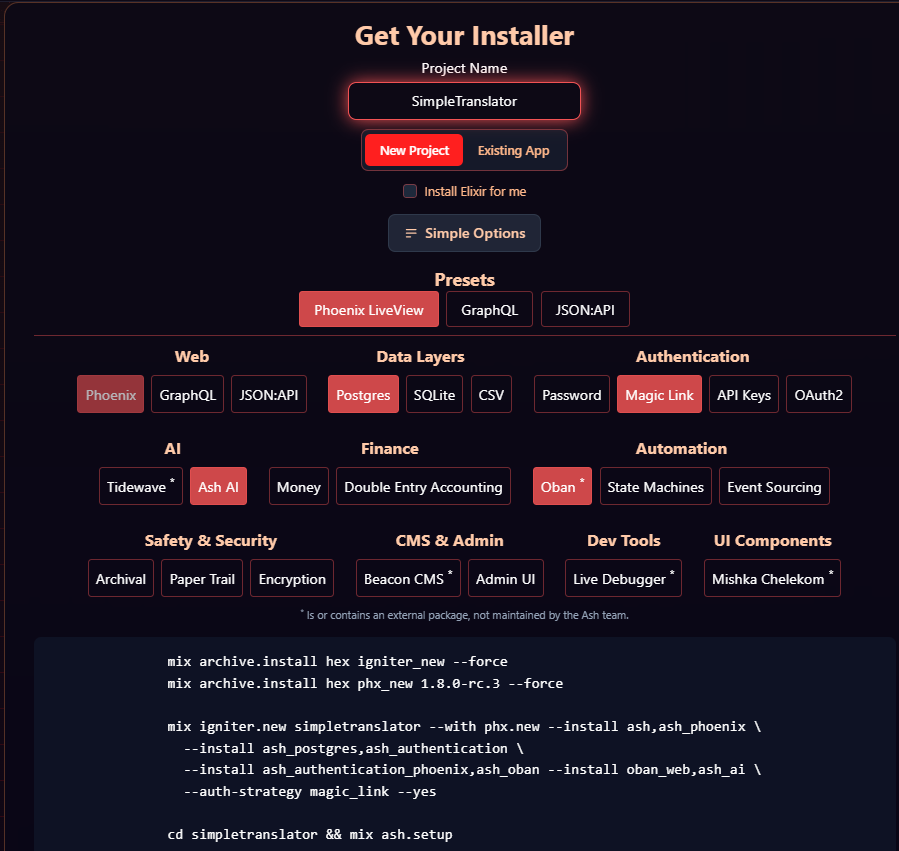 Get Your Installer
Project Name
SimpleTranslator
New Project Existing App
Install Elixir for me
Simple Options
Presets
Phoenix LiveView GraphQL JSON:API
Web Data Layers Authentication
Phoenix GraphQL JSON:API Postgres SQLite CSV Password Magic Link API Keys OAuth2
AI Finance Automation
Tidewave * Ash AI Money Double Entry Accounting Oban * State Machines Event Sourcing
Safety & Security CMS & Admin Dev Tools UI Components
Archival Paper Trail Encryption Beacon CMS * Admin UI Live Debugger * Mishka Chelekom *
* Is or contains an external package, not maintained by the Ash team.
mix archive.install hex igniter_new --force
mix archive.install hex phx_new 1.8.0-rc.3 --force
mix igniter.new simpletranslator --with phx.new --install ash,ash_phoenix \
--install ash_postgres,ash_authentication \
--install ash_authentication_phoenix,ash_oban --install oban_web,ash_ai \
--auth-strategy magic_link --yes
cd simpletranslator && mix ash.setup